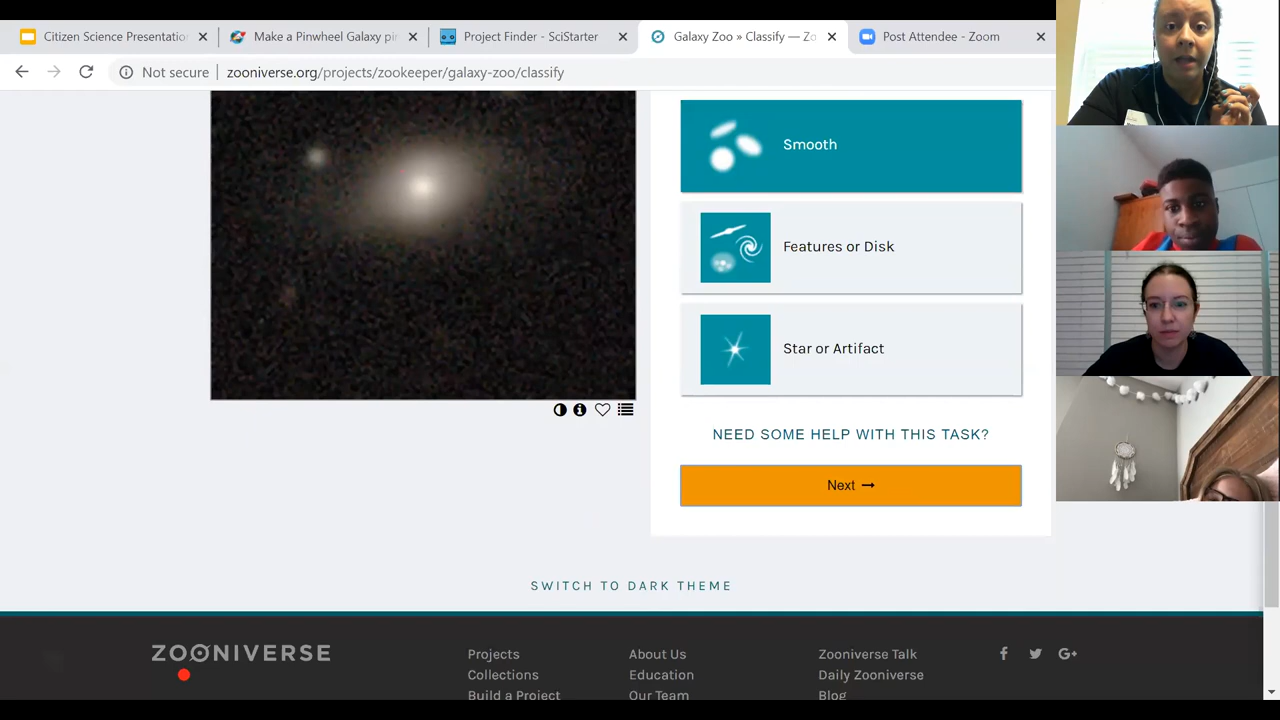 Citizen Science Presentatio
Make a Pinwheel Galaxy pi
Project Finder - SciStarter
Galaxy Zoo » Classify — Zo
Post Attendee - Zoom
Not secure
zooniverse.org/projects/zookeeper/galaxy-zoo/classify
Smooth
Features or Disk
Star or Artifact
NEED SOME HELP WITH THIS TASK?
Next
SWITCH TO DARK THEME
ZOONIVERSE
Projects
About Us
Zooniverse Talk
Collections
Education
Daily Zooniverse
Build a Project
Our Team
Blog